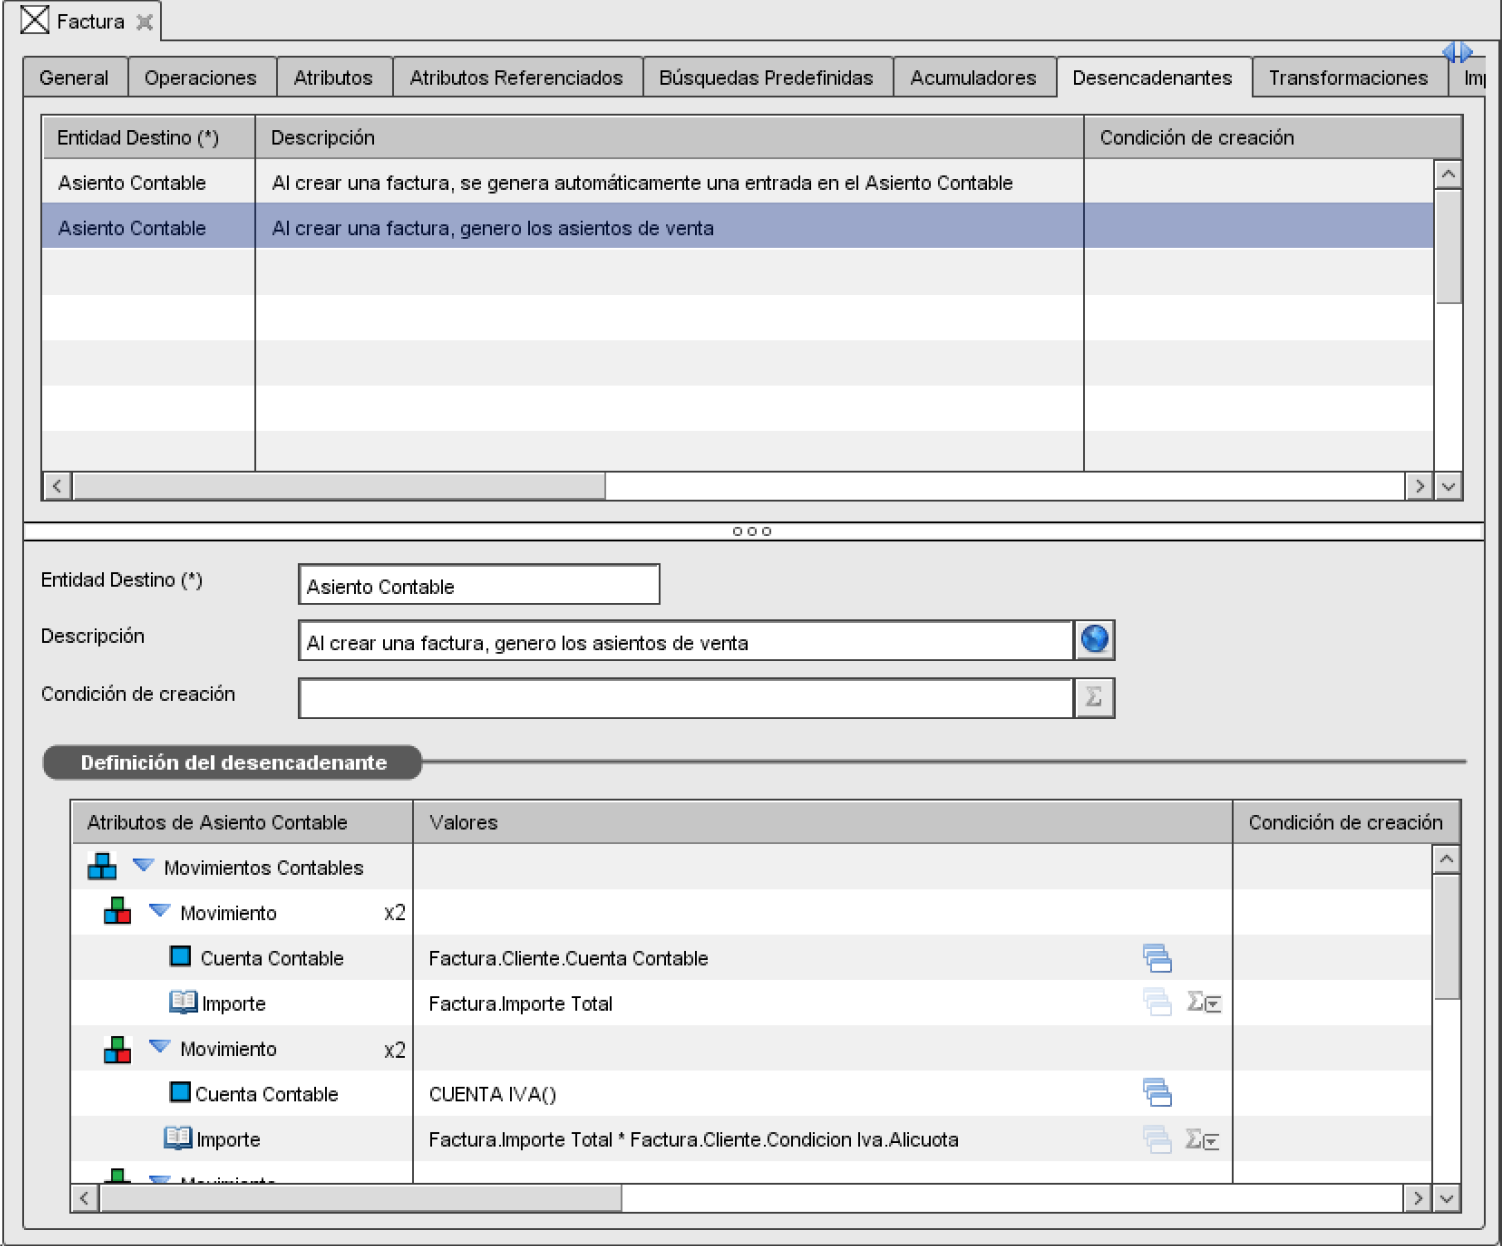 Factura
General Operaciones Atributos Atributos Referenciados Búsquedas Predefinidas Acumuladores Desencadenantes Transformaciones
Entidad Destino (*) Descripción Condición de creación
Asiento Contable Al crear una factura, se genera automáticamente una entrada en el Asiento Contable
Asiento Contable Al crear una factura, genero los asientos de venta
Entidad Destino (*) Asiento Contable
Descripción Al crear una factura, genero los asientos de venta
Condición de creación Σ
Definición del desencadenante
Atributos de Asiento Contable Valores Condición de creación
Movimientos Contables
Movimiento x2
Cuenta Contable Factura.Cliente.Cuenta Contable
Importe Factura.Importe Total Σ
Movimiento x2
Cuenta Contable CUENTA IVA()
Importe Factura.Importe Total * Factura.Cliente.Condicion Iva.Alicuota Σ
Movimiento